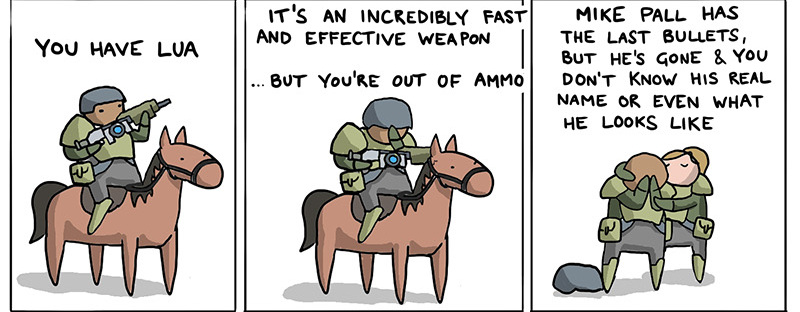 YOU HAVE LUA
IT'S AN INCREDIBLY FAST
AND EFFECTIVE WEAPON
...BUT YOU'RE OUT OF AMMO
MIKE PALL HAS
THE LAST BULLETS,
BUT HE'S GONE & YOU
DON'T KNOW HIS REAL
NAME OR EVEN WHAT
HE LOOKS LIKE